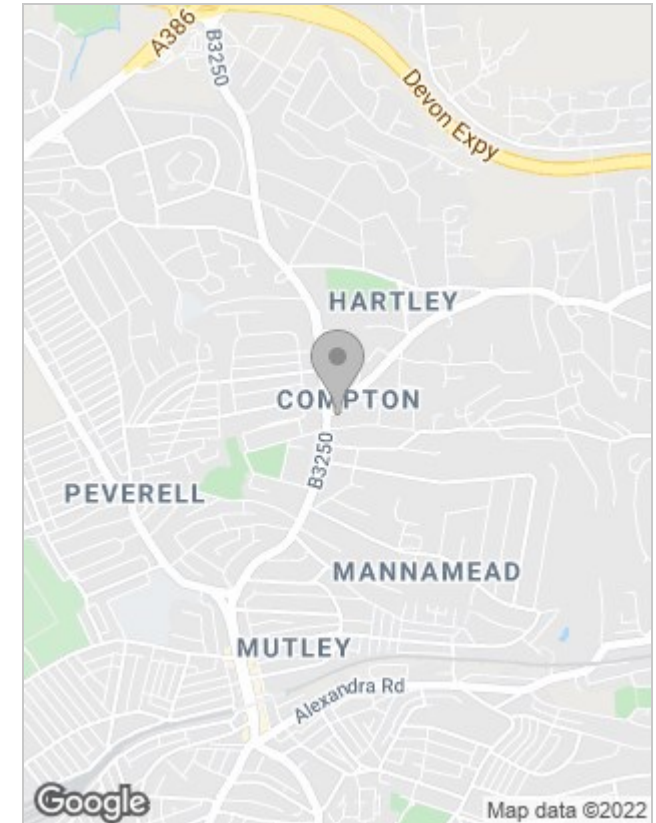 A386
B3250
Devon Expy
HARTLEY
COMPTON
B3250
PEVERELL
MANNAMEAD
MUTLEY
Alexandra Rd
Google
Map data ©2022